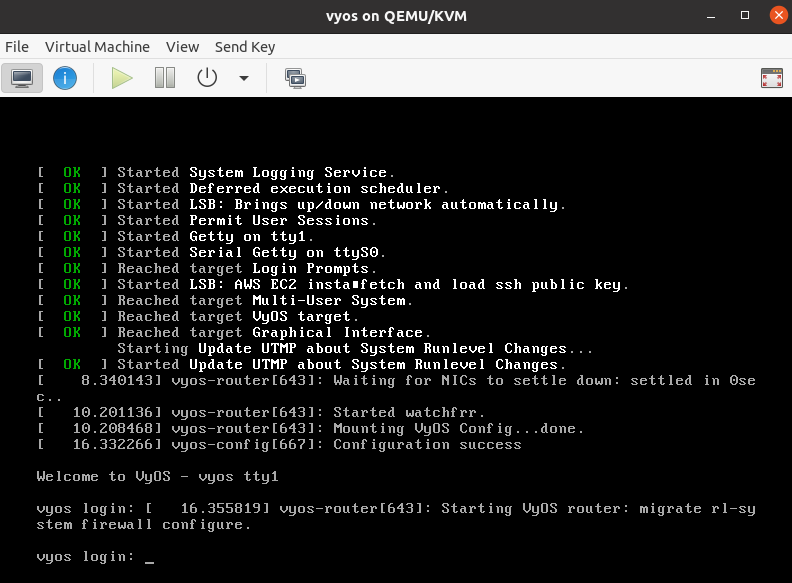 vyos on QEMU/KVM
File Virtual Machine View Send Key
[  OK  ] Started System Logging Service.
[  OK  ] Started Deferred execution scheduler.
[  OK  ] Started LSB: Brings up/down network automatically.
[  OK  ] Started Permit User Sessions.
[  OK  ] Started Getty on tty1.
[  OK  ] Started Serial Getty on ttyS0.
[  OK  ] Reached target Login Prompts.
[  OK  ] Started LSB: AWS EC2 insta■fetch and load ssh public key.
[  OK  ] Reached target Multi-User System.
[  OK  ] Reached target VyOS target.
[  OK  ] Reached target Graphical Interface.
Starting Update UTMP about System Runlevel Changes...
[  OK  ] Started Update UTMP about System Runlevel Changes.
[    8.340143] vyos-router[643]: Waiting for NICs to settle down: settled in 0se
c..
[   10.201136] vyos-router[643]: Started watchfrr.
[   10.208468] vyos-router[643]: Mounting VyOS Config...done.
[   16.332266] vyos-config[667]: Configuration success
Welcome to VyOS - vyos tty1
vyos login: [   16.355819] vyos-router[643]: Starting VyOS router: migrate rl-sy
stem firewall configure.
vyos login: _